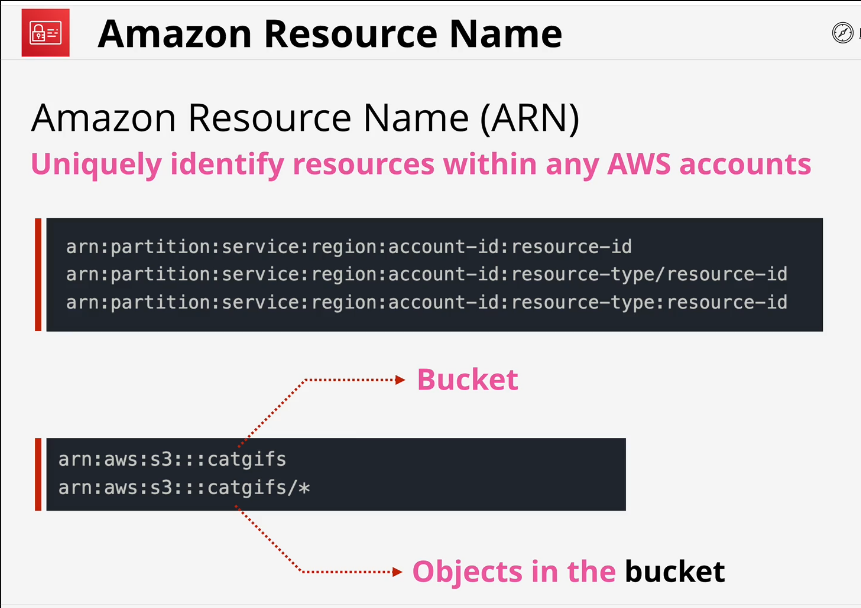 Amazon Resource Name
Amazon Resource Name (ARN)
Uniquely identify resources within any AWS accounts
arn:partition:service:region:account-id:resource-id
arn:partition:service:region:account-id:resource-type/resource-id
arn:partition:service:region:account-id:resource-type:resource-id
Bucket
arn:aws:s3:::catgifs
arn:aws:s3:::catgifs/*
Objects in the bucket